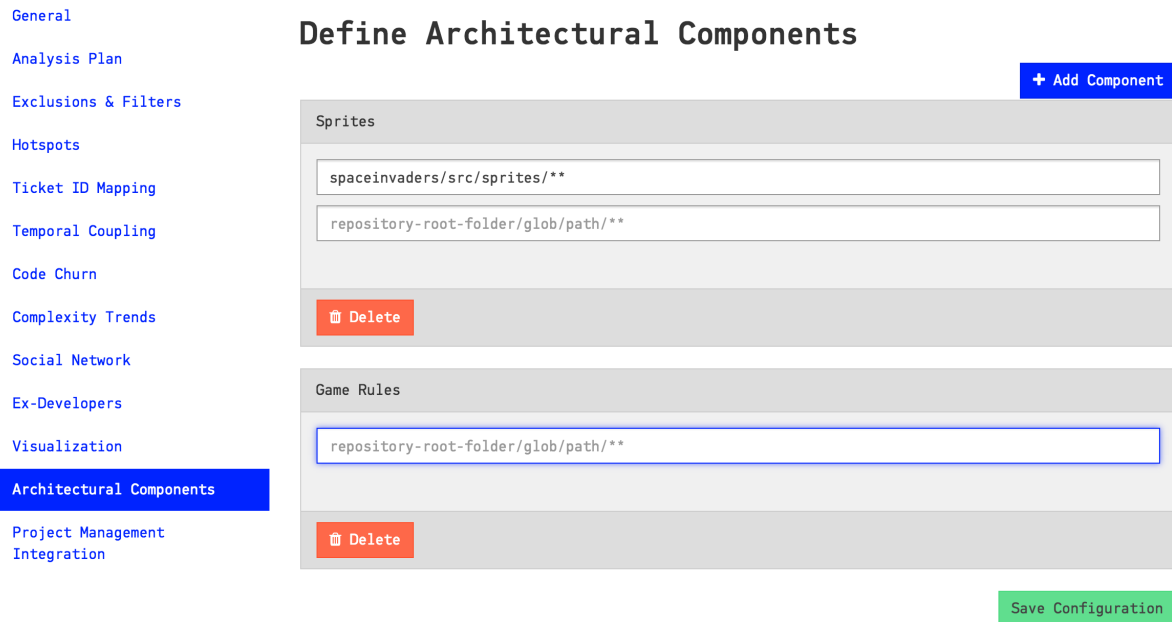 General
Analysis Plan
Exclusions & Filters
Hotspots
Ticket ID Mapping
Temporal Coupling
Code Churn
Complexity Trends
Social Network
Ex-Developers
Visualization
Architectural Components
Project Management
Integration
Define Architectural Components
+ Add Component
Sprites
spaceinvaders/src/sprites/**
repository-root-folder/glob/path/**
Delete
Game Rules
repository-root-folder/glob/path/**
Delete
Save Configuration